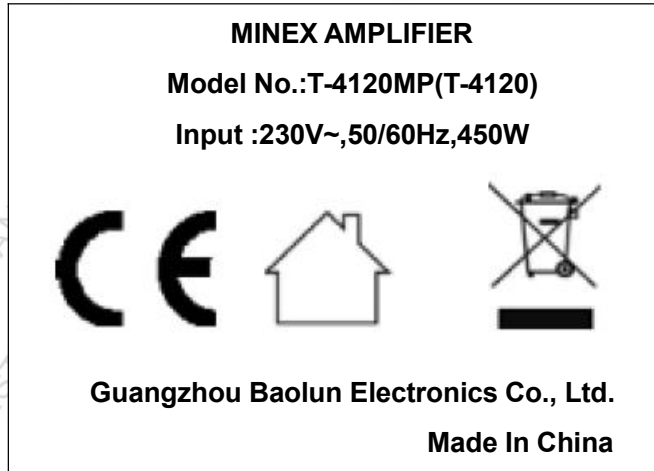 MINEX AMPLIFIER
Model No.:T-4120MP(T-4120)
Input :230V~,50/60Hz,450W
CE
Guangzhou Baolun Electronics Co., Ltd.
Made In China